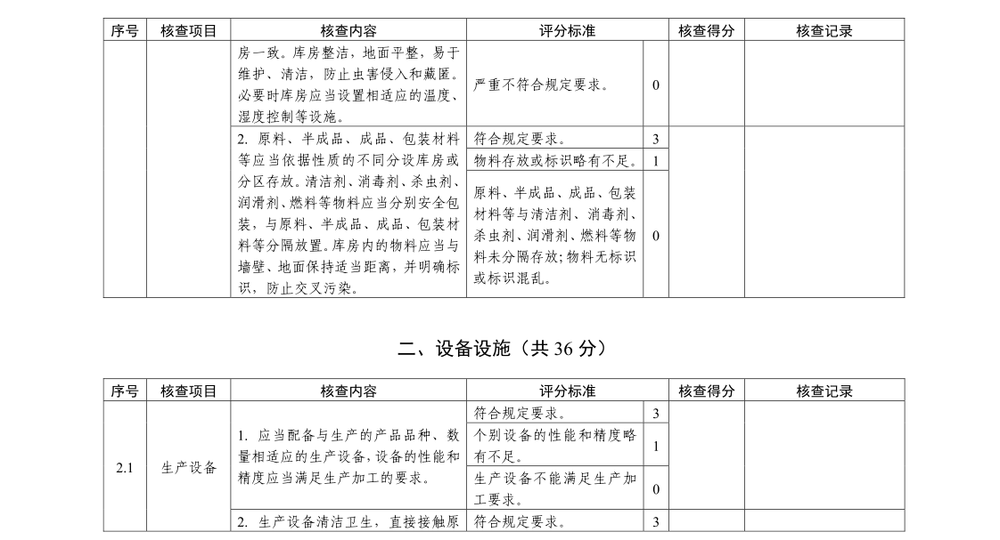 序号 核查项目 核查内容 评分标准 核查得分 核查记录
房一致。库房整洁，地面平整，易于
维护、清洁，防止虫害侵入和藏匿。
必要时库房应当设置相适应的温度、
湿度控制等设施。
严重不符合规定要求。 0
2. 原料、半成品、成品、包装材料
等应当依据性质的不同分设库房或
分区存放。清洁剂、消毒剂、杀虫剂、
润滑剂、燃料等物料应当分别安全包
装，与原料、半成品、成品、包装材
料等分隔放置。库房内的物料应当与
墙壁、地面保持适当距离，并明确标
识，防止交叉污染。
符合规定要求。 3
物料存放或标识略有不足。 1
原料、半成品、成品、包装
材料等与清洁剂、消毒剂、
杀虫剂、润滑剂、燃料等物
料未分隔存放；物料无标识
或标识混乱。
0
二、设备设施（共 36 分）
序号 核查项目 核查内容 评分标准 核查得分 核查记录
2.1 生产设备
1. 应当配备与生产的产品品种、数
量相适应的生产设备，设备的性能和
精度应当满足生产加工的要求。
符合规定要求。 3
个别设备的性能和精度略
有不足。
1
生产设备不能满足生产加
工要求。
0
2. 生产设备清洁卫生，直接接触原
符合规定要求。 3